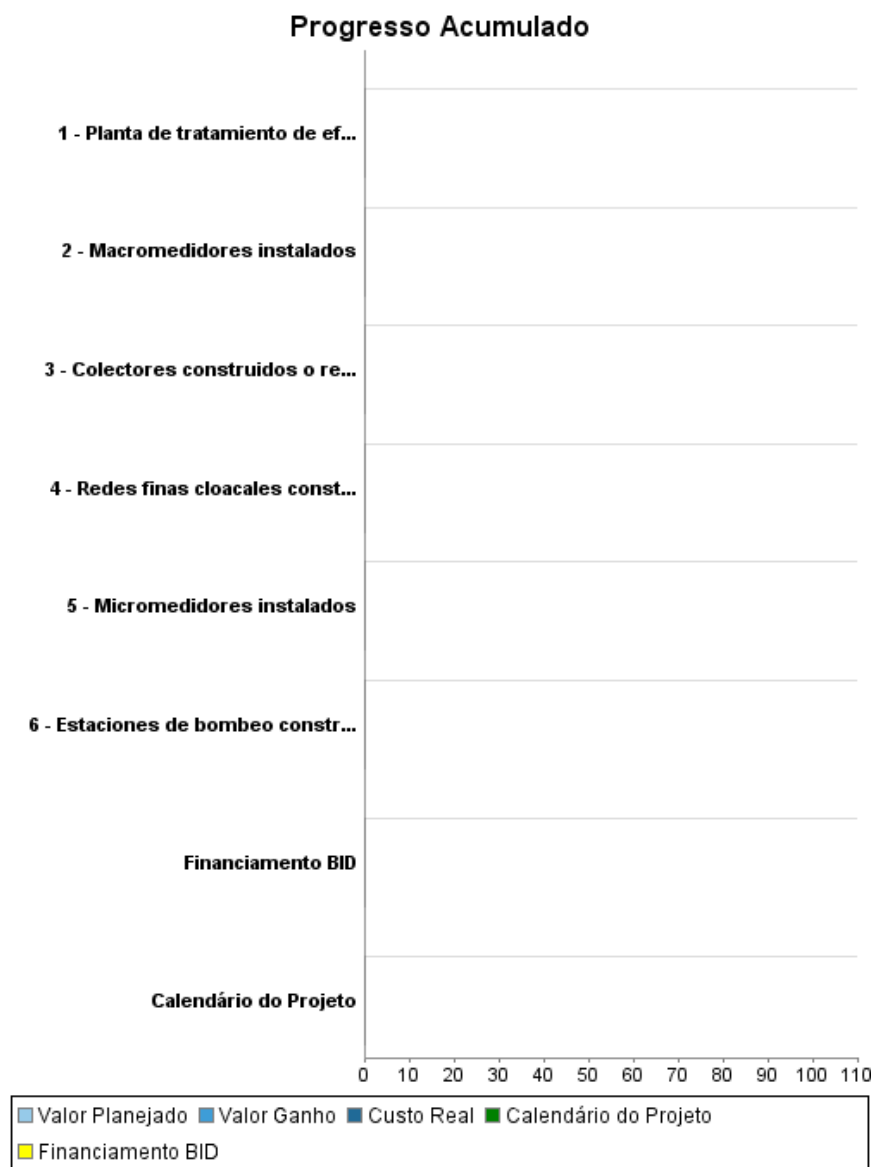 Progresso Acumulado
1 - Planta de tratamiento de ef...
2 - Macromedidores instalados
3 - Colectores construidos o re...
4 - Redes finas cloacales const...
5 - Micromedidores instalados
6 - Estaciones de bombeo constr...
Financiamento BID
Calendário do Projeto
0 10 20 30 40 50 60 70 80 90 100 110
Valor Planejado Valor Ganho Custo Real Calendário do Projeto
Financiamento BID